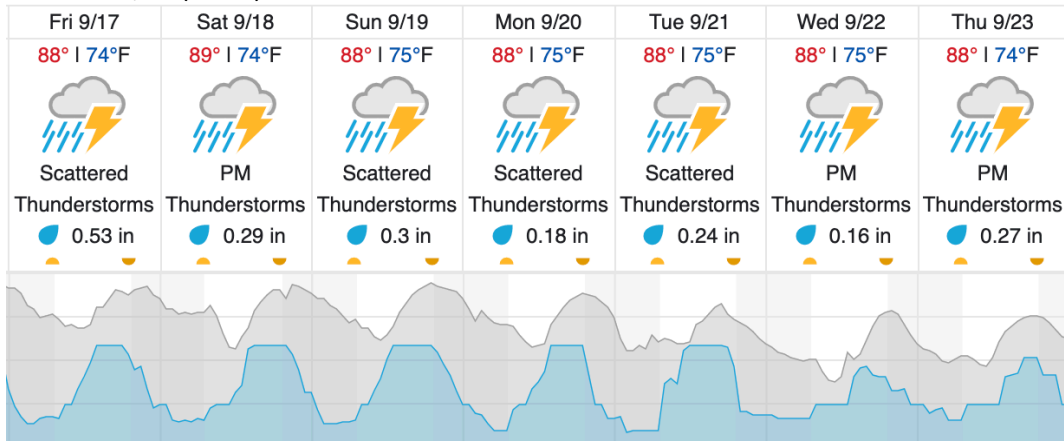 Fri 9/17 Sat 9/18 Sun 9/19 Mon 9/20 Tue 9/21 Wed 9/22 Thu 9/23
88° | 74°F 89° | 74°F 88° | 75°F 88° | 75°F 88° | 75°F 88° | 75°F 88° | 74°F
Scattered PM Scattered Scattered Scattered PM PM
Thunderstorms Thunderstorms Thunderstorms Thunderstorms Thunderstorms Thunderstorms Thunderstorms
0.53 in 0.29 in 0.3 in 0.18 in 0.24 in 0.16 in 0.27 in